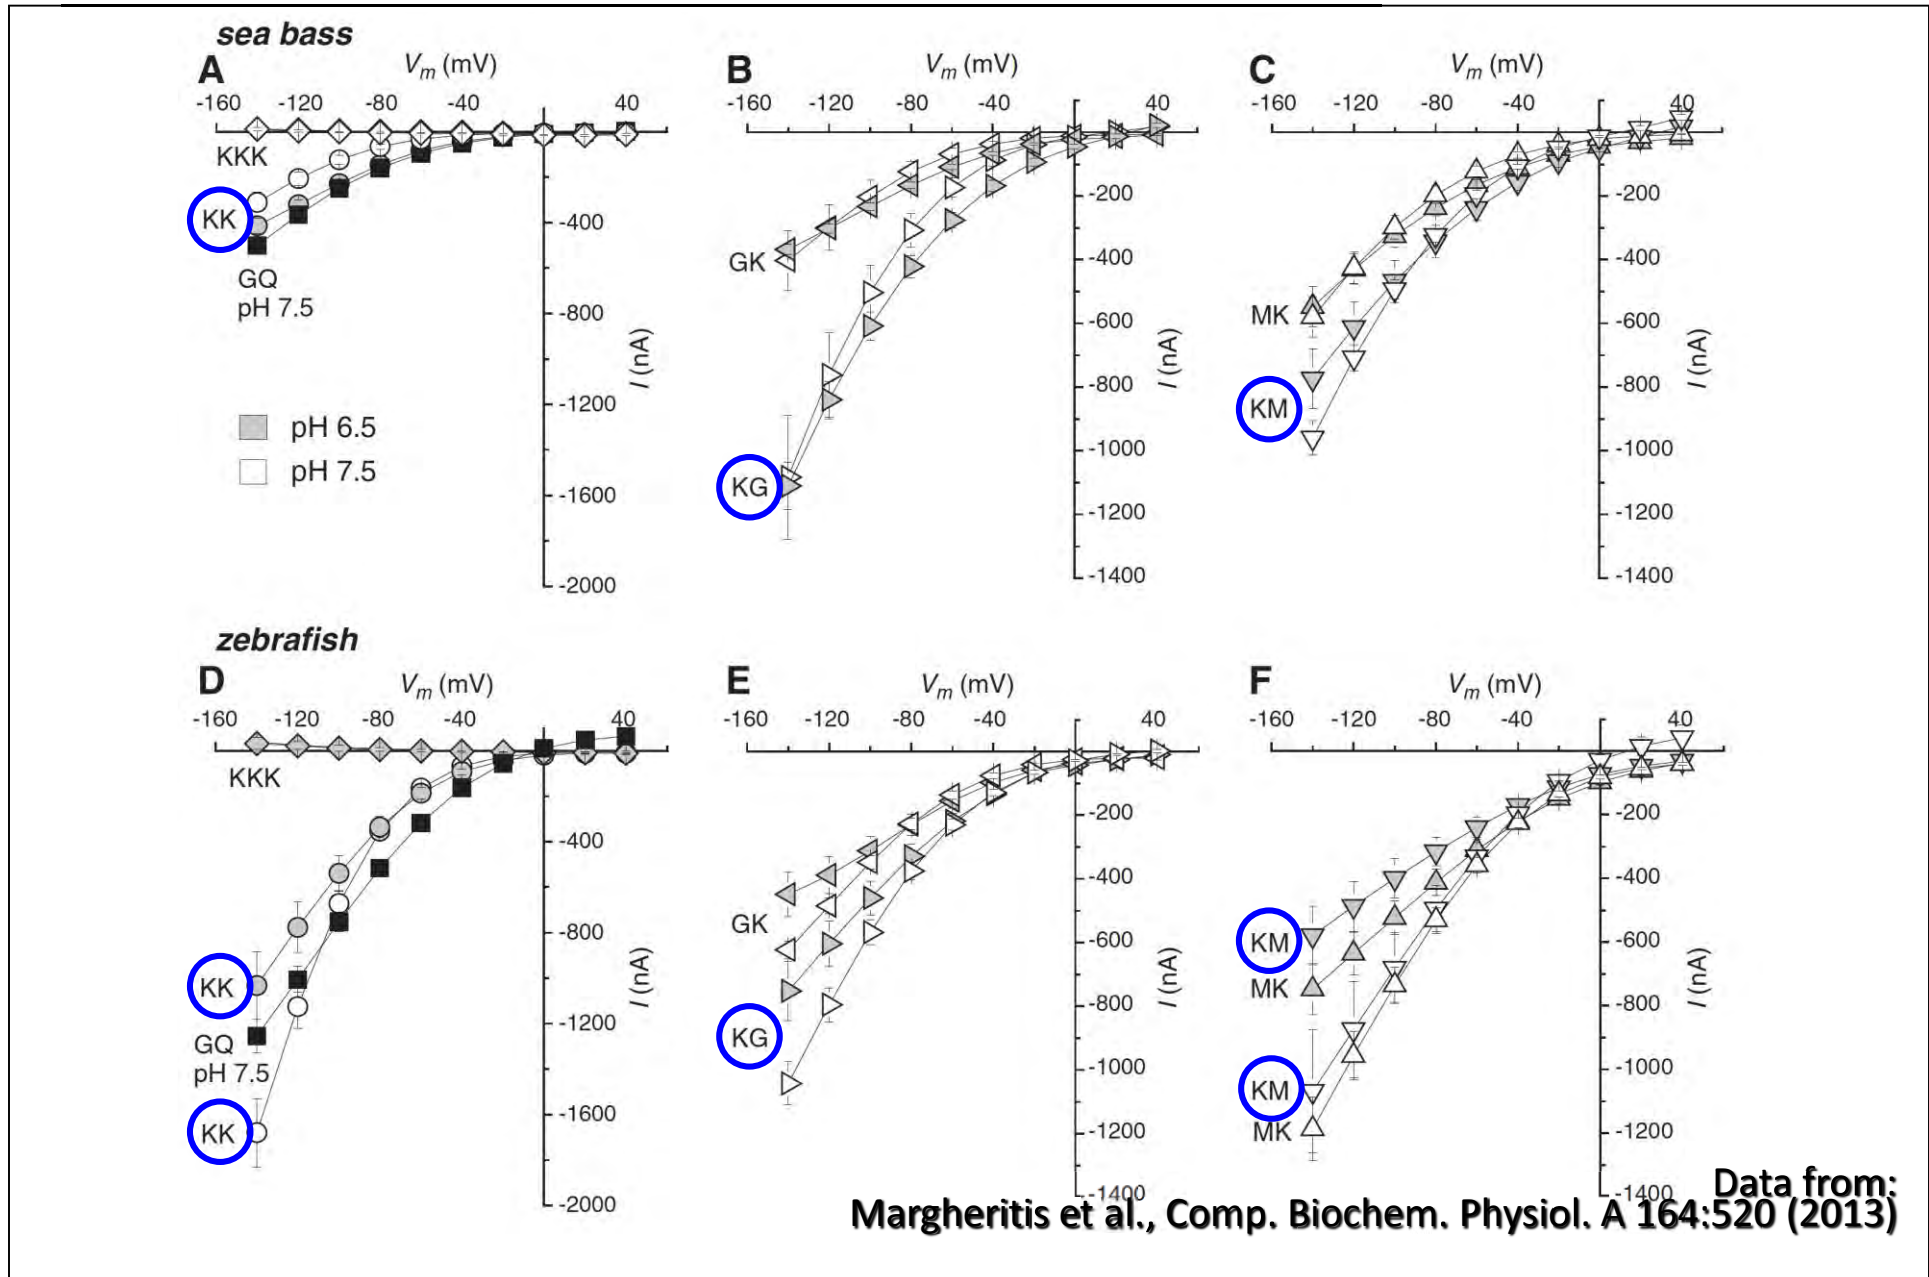 sea bass
A
Vm (mV)
-160 -120 -80 -40 40
KKK
KK
GQ
pH 7.5
-400
-800
-1200
-1600
-2000
I (nA)
pH 6.5
pH 7.5
B
Vm (mV)
-160 -120 -80 -40 40
GK
KG
-200
-400
-600
-800
-1000
-1200
-1400
I (nA)
C
Vm (mV)
-160 -120 -80 -40 40
MK
KM
-200
-400
-600
-800
-1000
-1200
-1400
I (nA)
zebrafish
D
Vm (mV)
-160 -120 -80 -40 40
KKK
KK
GQ
pH 7.5
KK
-400
-800
-1200
-1600
-2000
I (nA)
E
Vm (mV)
-160 -120 -80 -40 40
GK
KG
-200
-400
-600
-800
-1000
-1200
-1400
I (nA)
F
Vm (mV)
-160 -120 -80 -40 40
KM
MK
KM
MK
-200
-400
-600
-800
-1000
-1200
-1400
I (nA)
Data from:
Margheritis et al., Comp. Biochem. Physiol. A 164:520 (2013)